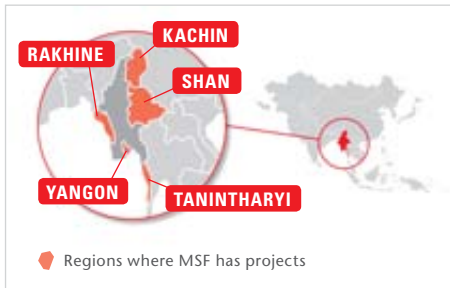 KACHIN
RAKHINE
SHAN
YANGON
TANINTHARYI
Regions where MSF has projects